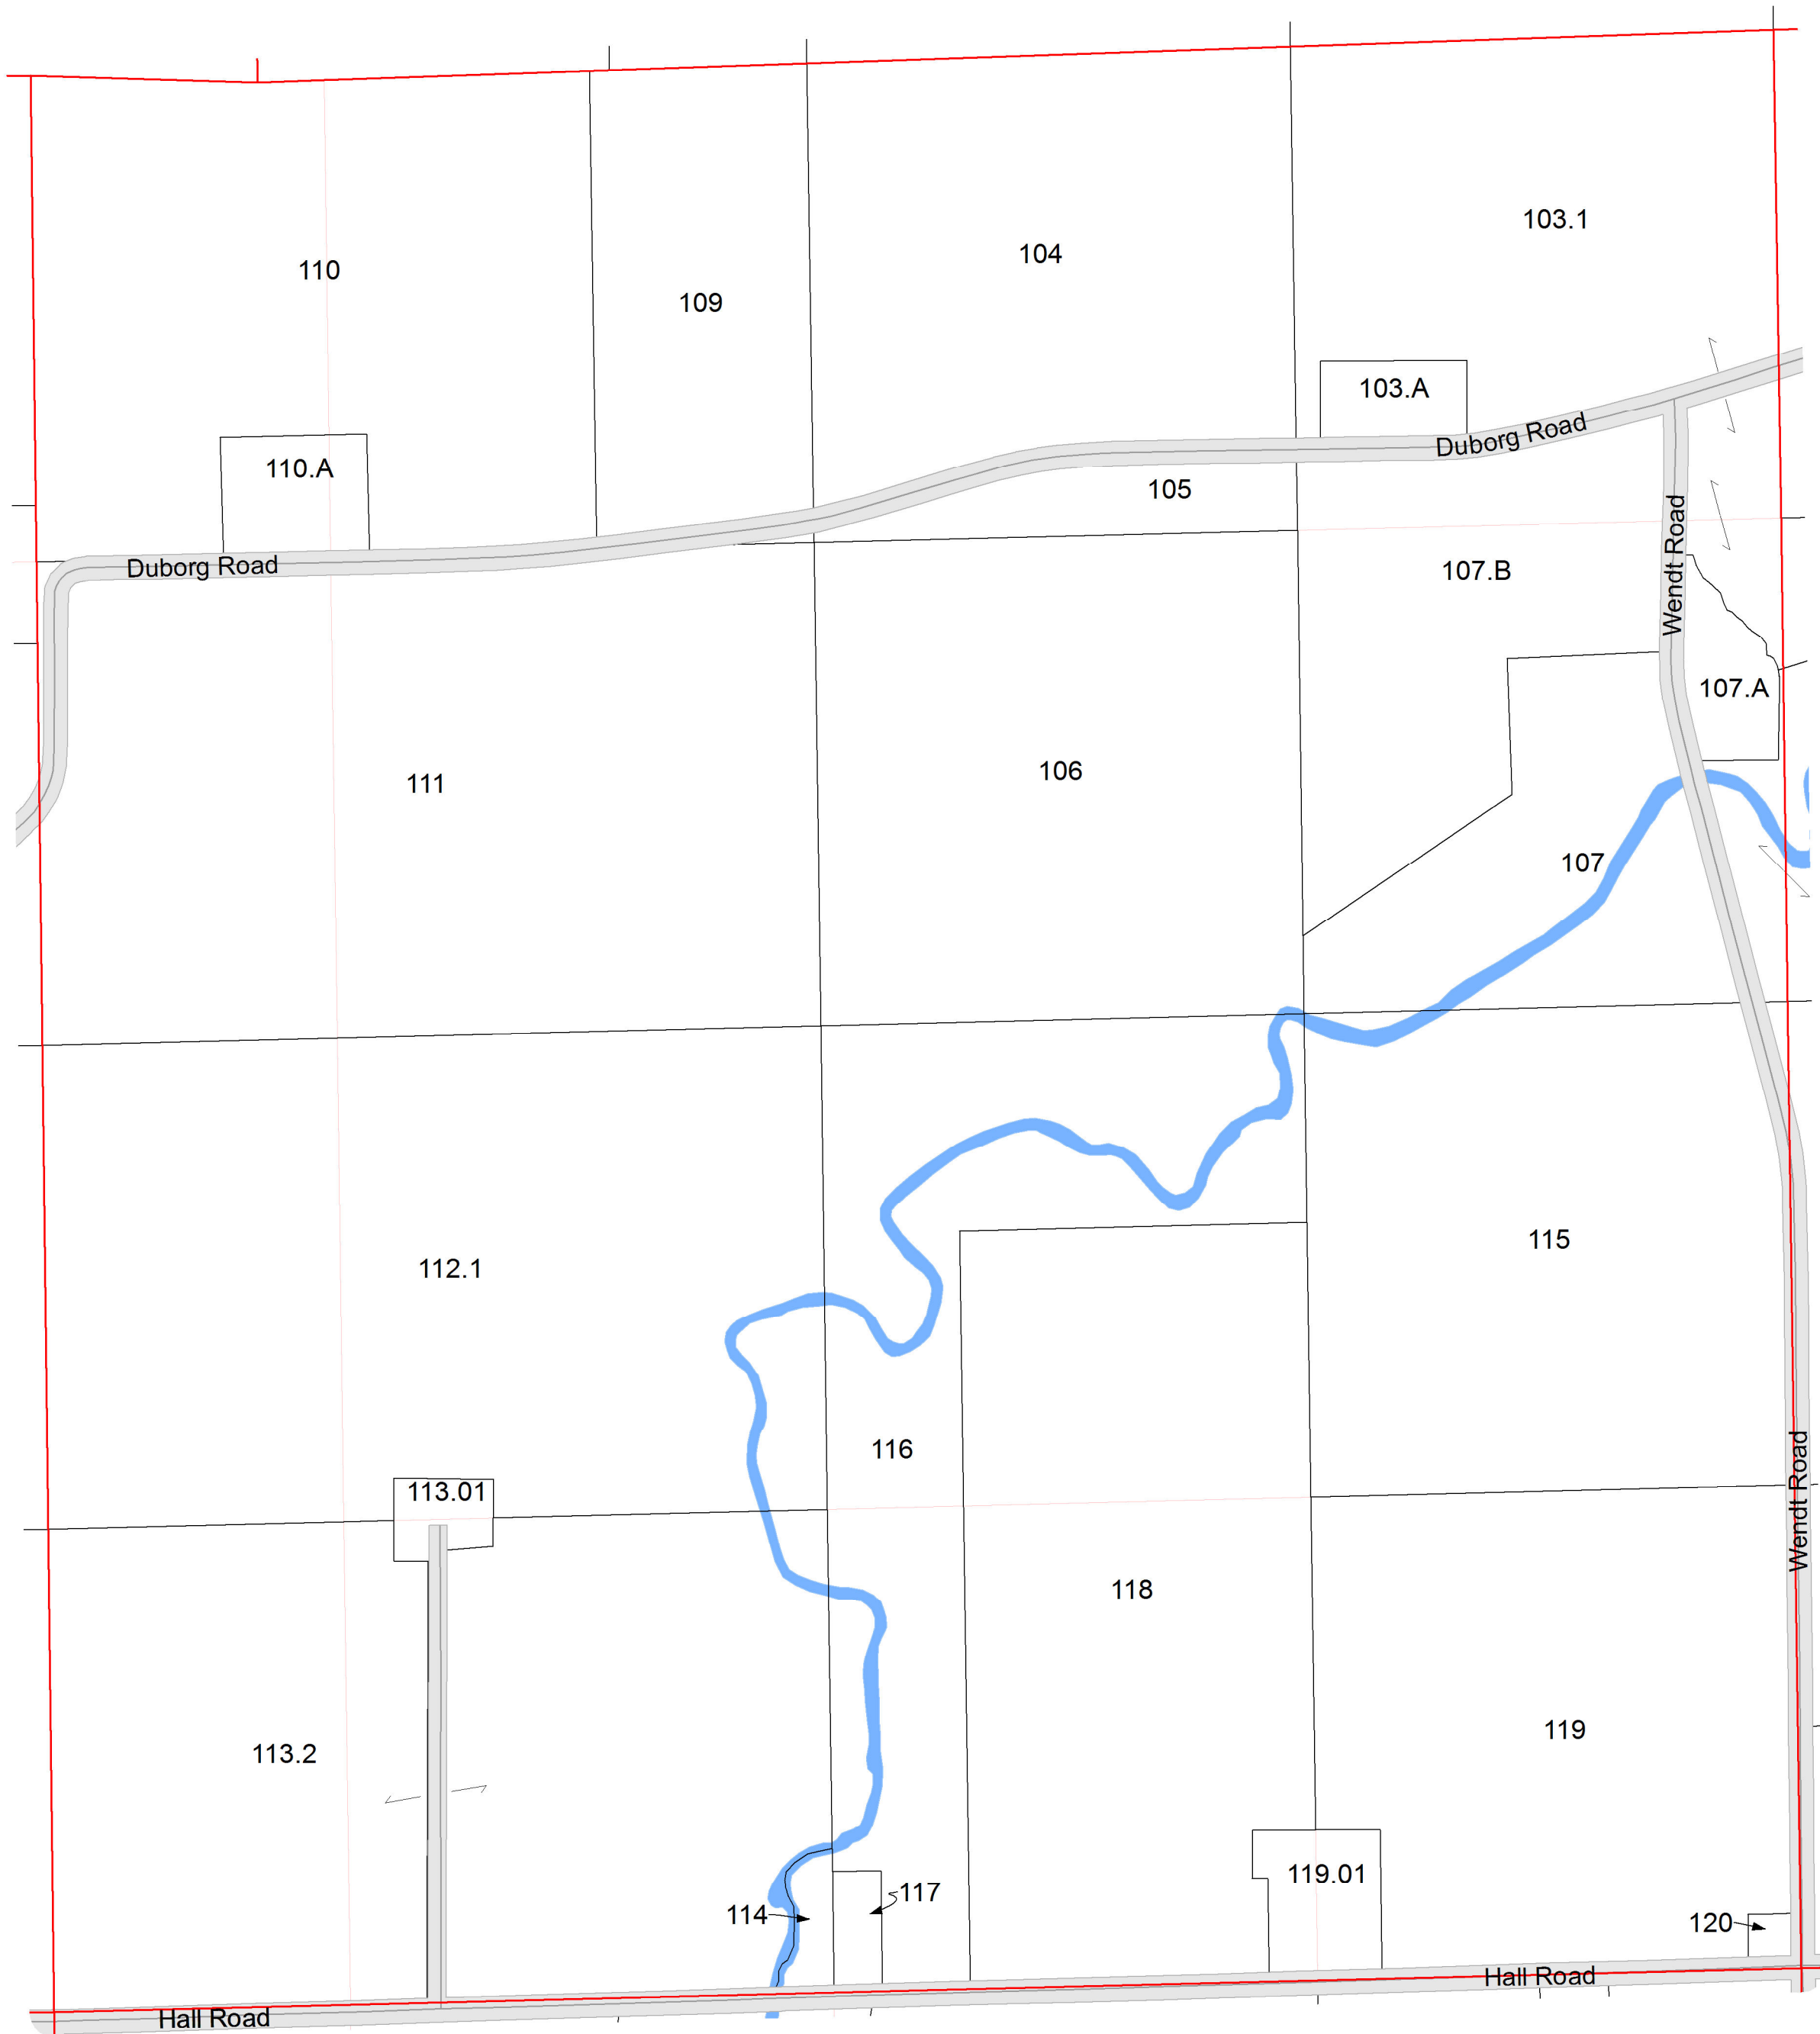 103.1
104
110
109
103.A
Duborg Road
110.A
105
Wendt Road
Duborg Road
107.B
107.A
106
111
107
115
112.1
116
113.01
Wendt Road
118
119
113.2
119.01
117
114
120
Hall Road
Hall Road